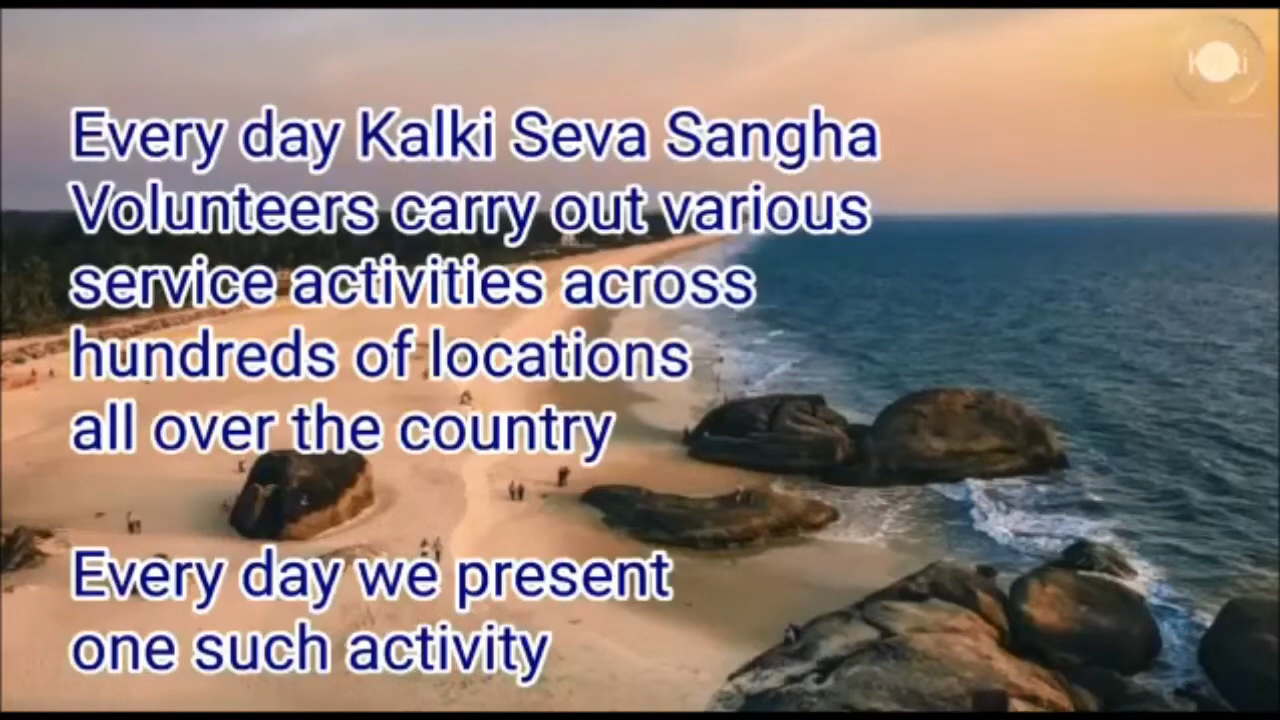 Every day Kalki Seva Sangha
Volunteers carry out various
service activities across
hundreds of locations
all over the country
Every day we present
one such activity